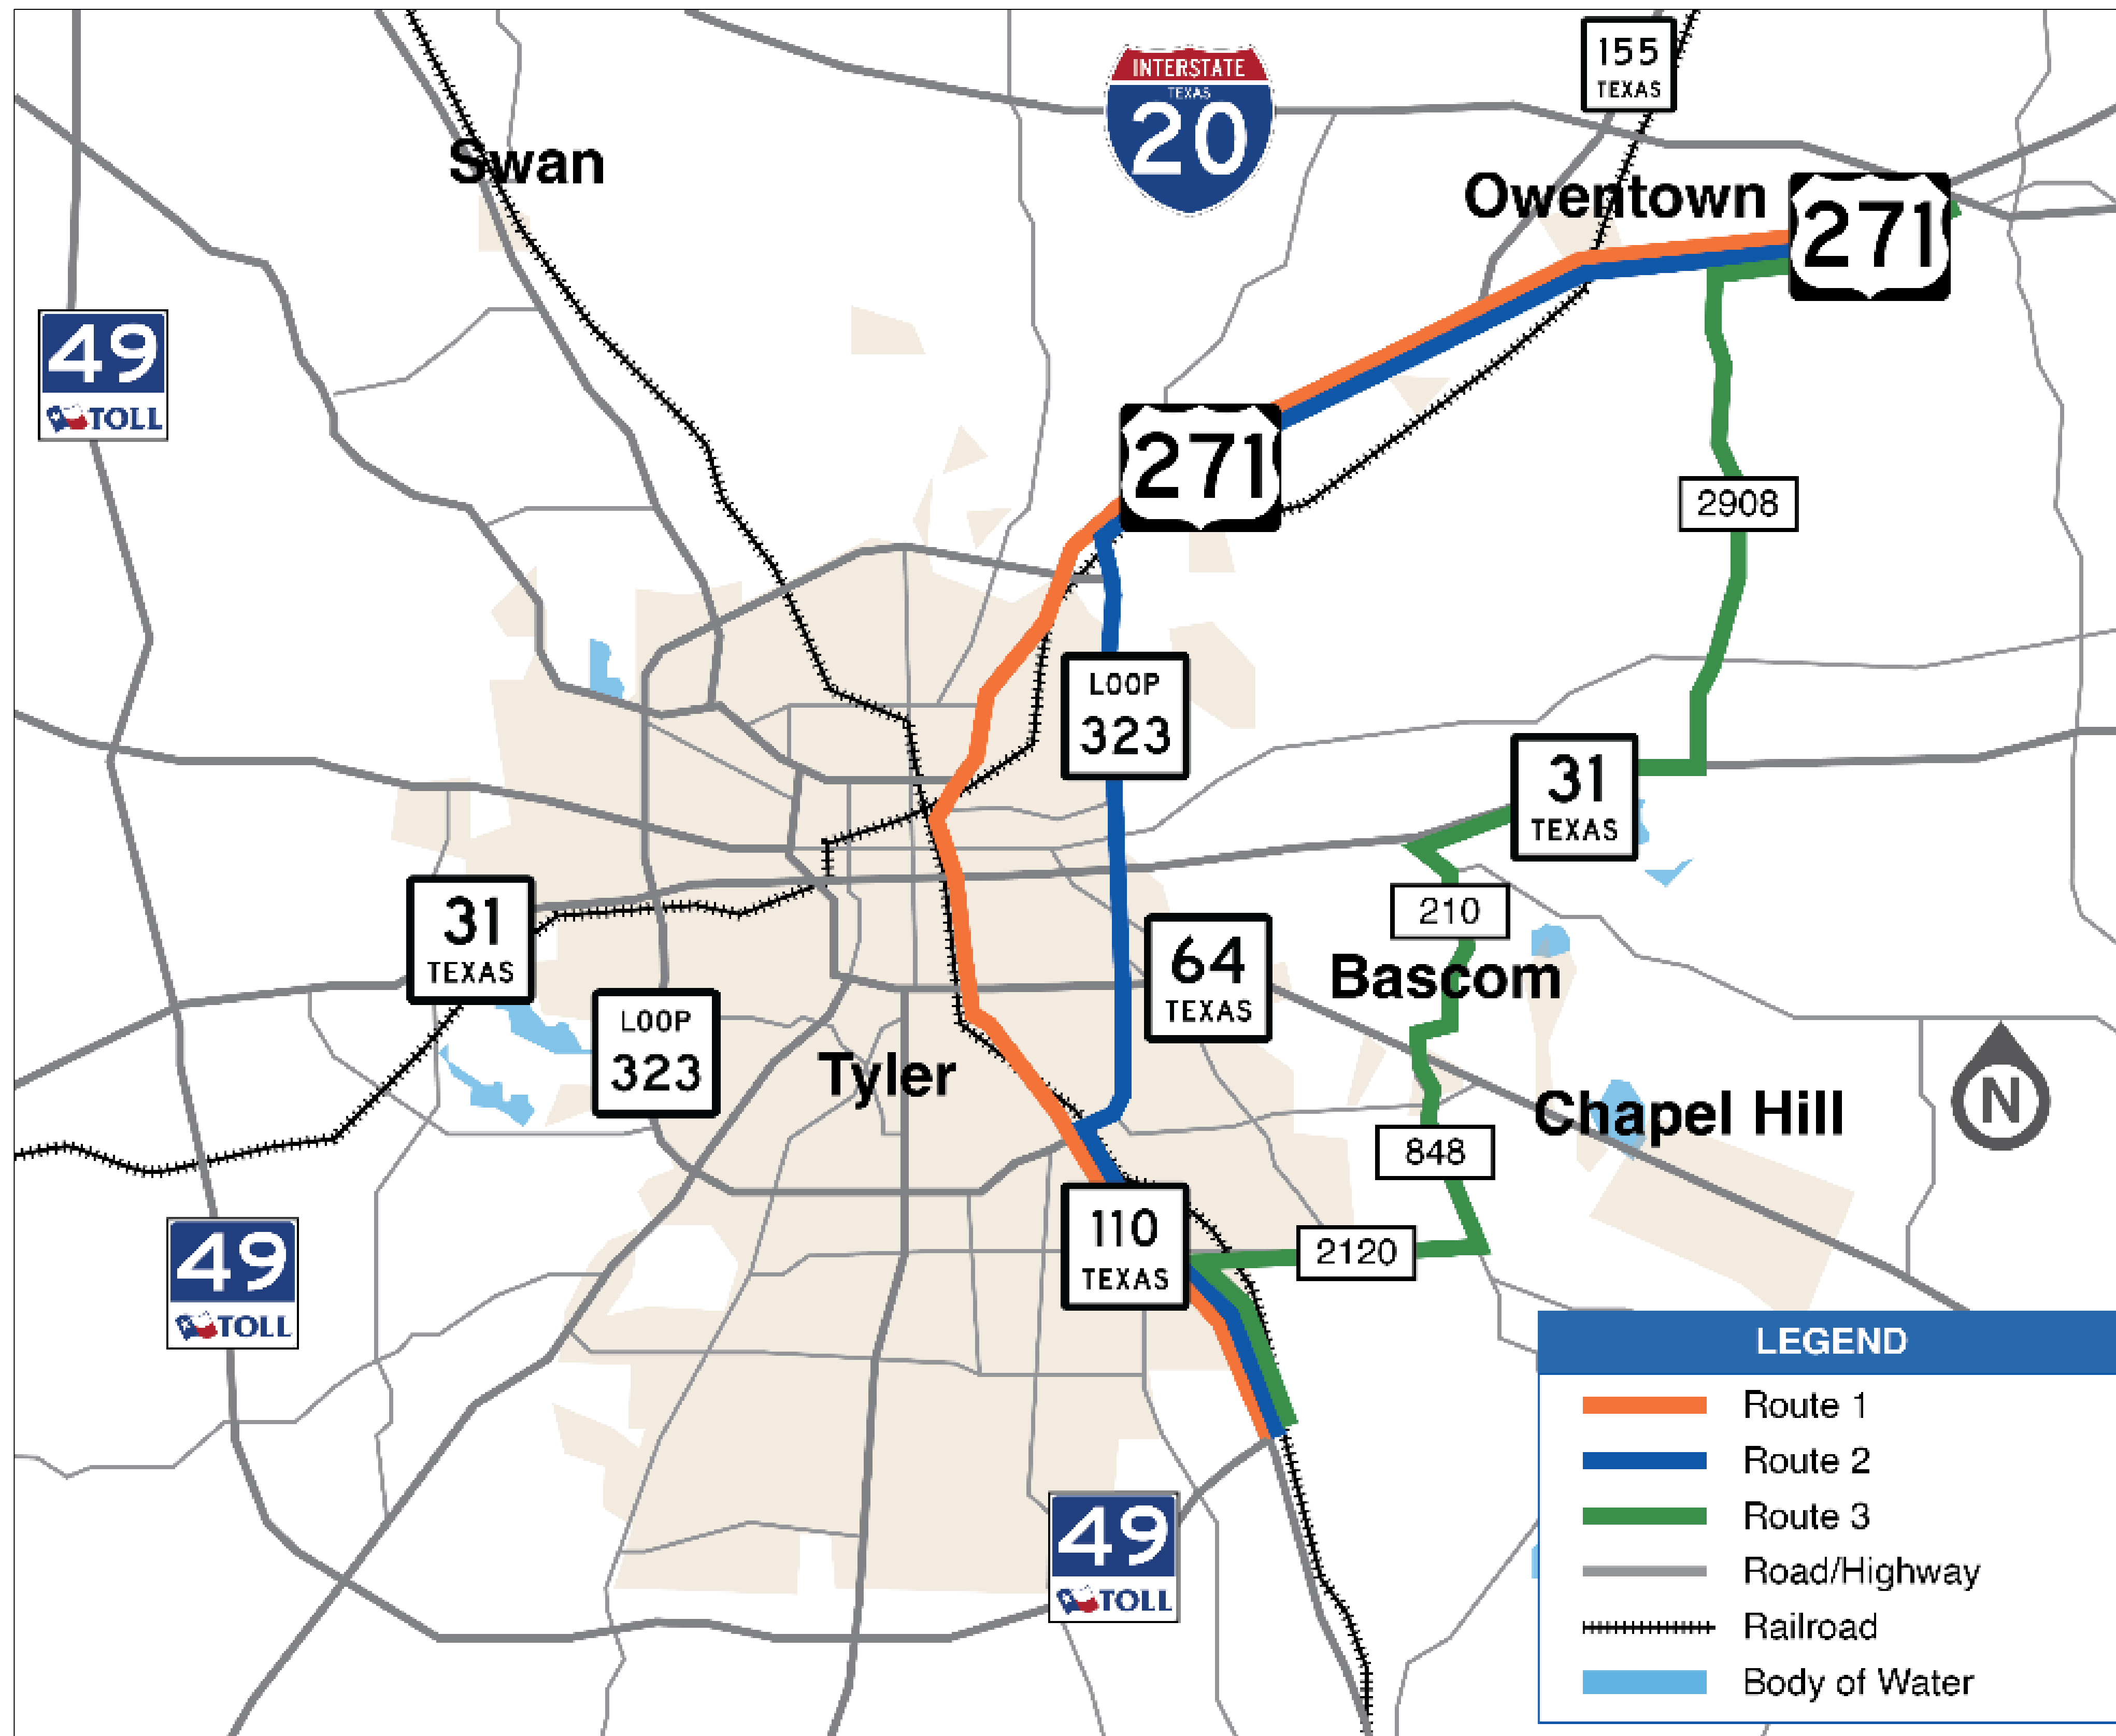 155
TEXAS
INTERSTATE
TEXAS
20
Swan
Owentown
271
49
TOLL
271
2908
LOOP
323
31
TEXAS
31
TEXAS
210
64
TEXAS
Bascom
LOOP
323
Tyler
Chapel Hill
N
848
110
TEXAS
2120
49
TOLL
49
TOLL
LEGEND
Route 1
Route 2
Route 3
Road/Highway
Railroad
Body of Water